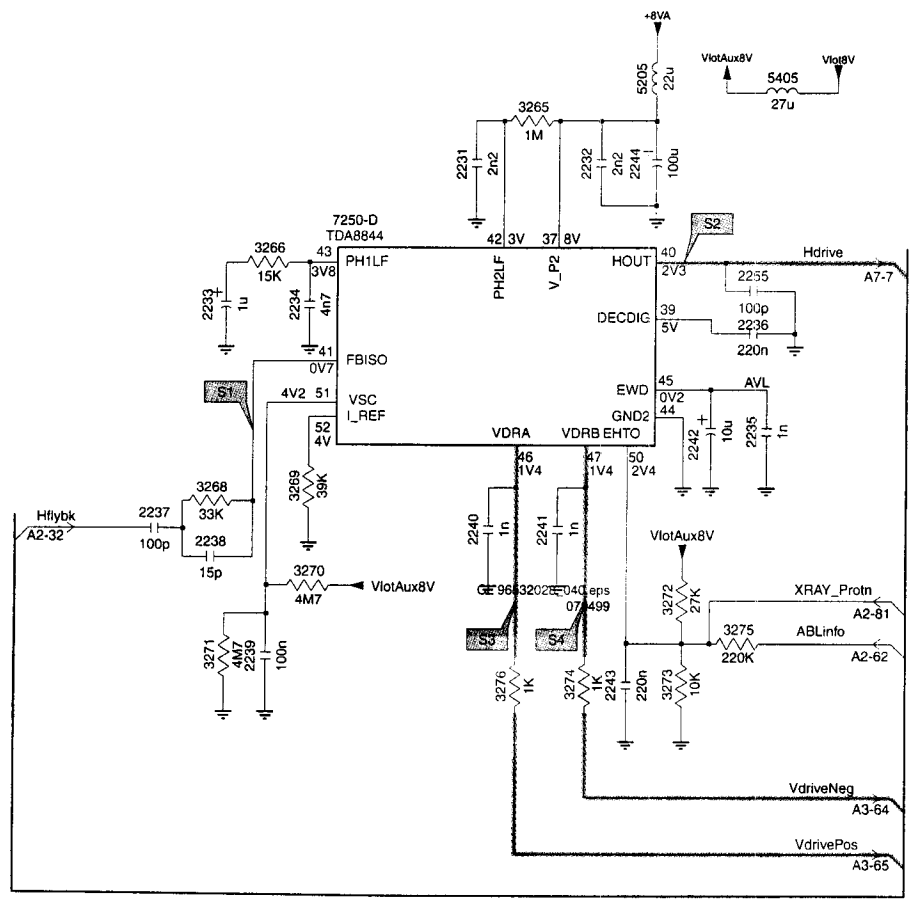 +8VA
VlotAux8V
Vlot8V
5205
22u
5405
27u
3265
1M
2231
2n2
2232
2n2
2244
100u
7250-D
TDA8844
42
3V
37
8V
S2
3266
15K
43
3V8
PH1LF
PH2LF
V_P2
HOUT
40
2V3
Hdrive
A7-7
2233
+
1u
2234
4n7
100p
DECDIG
39
5V
2236
220n
41
0V7
FBISO
S1
4V2
51
VSC
I_REF
EWD
45
0V2
AVL
GND2
44
52
4V
VDRA
VDRB
EHTO
46
1V4
47
1V4
50
2V4
2242
+
10u
2235
1n
3269
39K
3268
33K
Hflybk
A2-32
2237
100p
2238
15p
2240
1n
2241
1n
VlotAux8V
3270
4M7
VlotAux8V
3272
27K
XRAY_Protn
A2-81
S3
S4
3275
220K
ABLinfo
A2-62
3271
4M7
2239
100n
3276
1K
3274
1K
2243
220n
3273
10K
VdriveNeg
A3-64
VdrivePos
A3-65